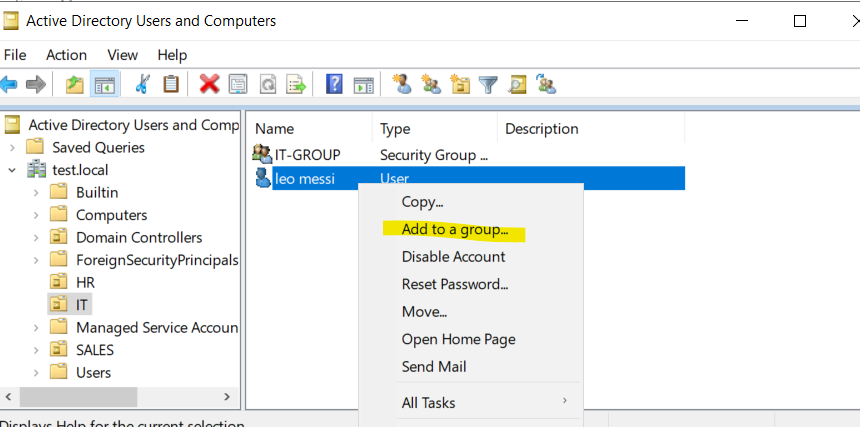 Active Directory Users and Computers
File Action View Help
Active Directory Users and Comp
Saved Queries
test.local
Builtin
Computers
Domain Controllers
ForeignSecurityPrincipals
HR
IT
Managed Service Accoun
SALES
Users
Name Type Description
IT-GROUP Security Group ...
leo messi User
Copy...
Add to a group...
Disable Account
Reset Password...
Move...
Open Home Page
Send Mail
All Tasks
Displays Help for the current selection.